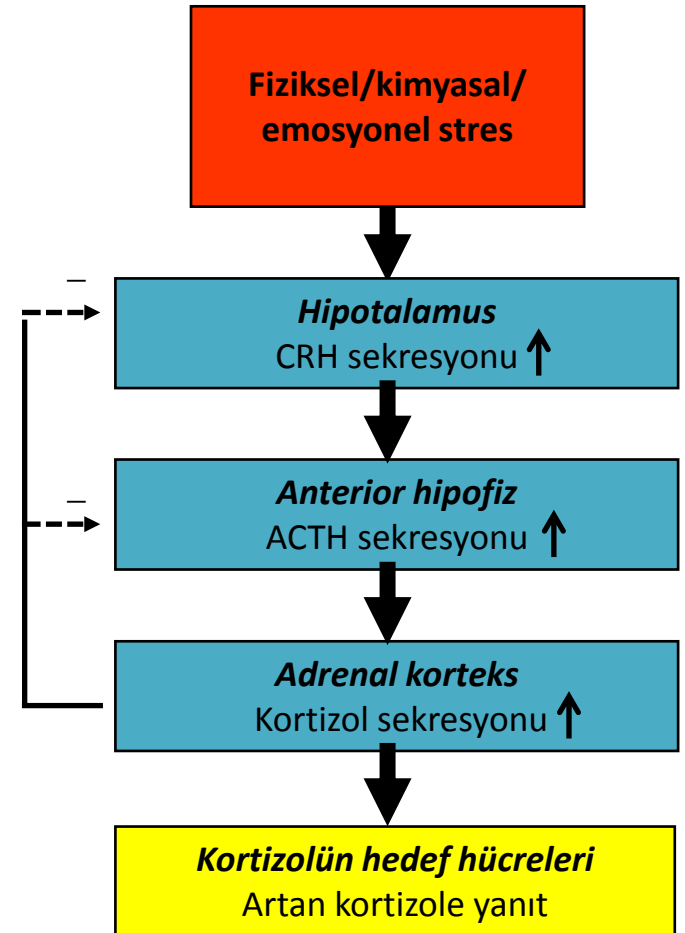 Fiziksel/kimyasal/
emosyonel stres
–
Hipotalamus
CRH sekresyonu ↑
–
Anterior hipofiz
ACTH sekresyonu ↑
Adrenal korteks
Kortizol sekresyonu ↑
Kortizolün hedef hücreleri
Artan kortizole yanıt